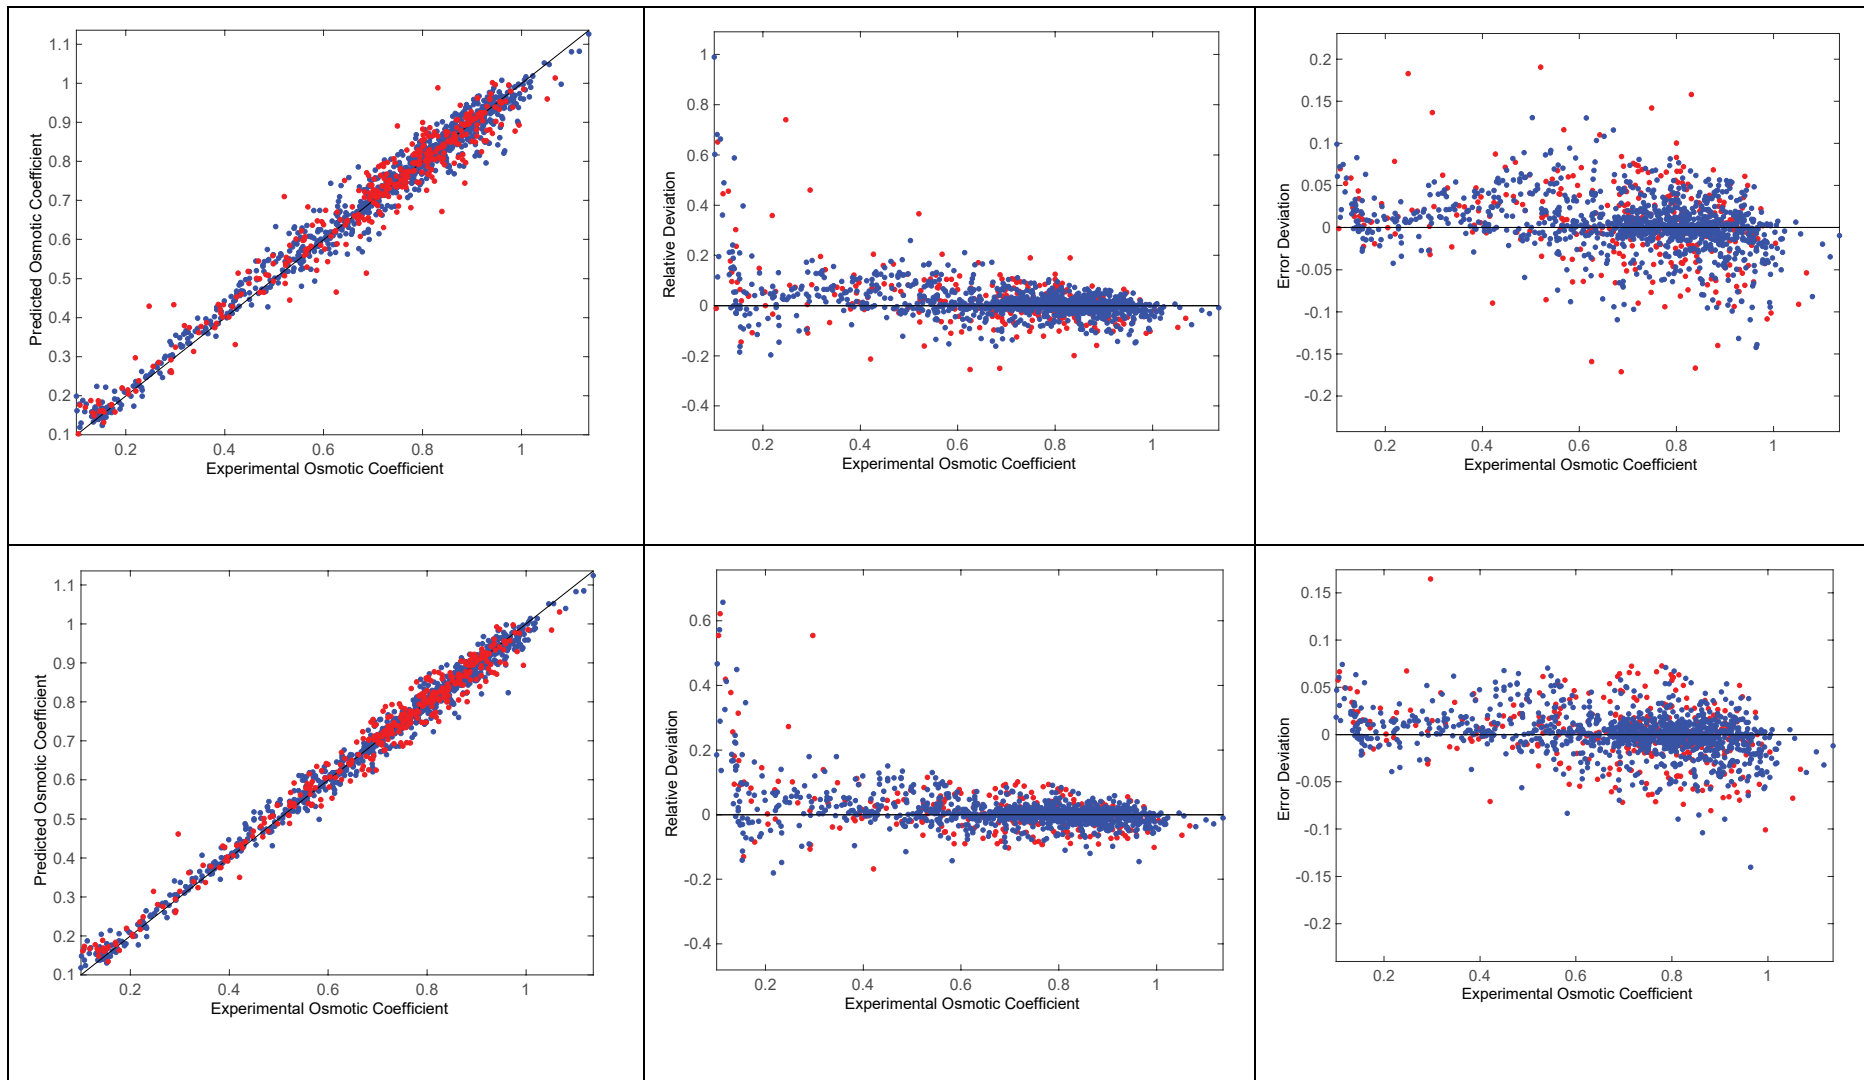 1.1
1
0.9
0.8
0.7
0.6
0.5
0.4
0.3
0.2
0.1
Predicted Osmotic Coefficient
0.2 0.4 0.6 0.8 1
Experimental Osmotic Coefficient
1
0.8
0.6
0.4
0.2
0
-0.2
-0.4
Relative Deviation
0.2 0.4 0.6 0.8 1
Experimental Osmotic Coefficient
0.2
0.15
0.1
0.05
0
-0.05
-0.1
-0.15
-0.2
Error Deviation
0.2 0.4 0.6 0.8 1
Experimental Osmotic Coefficient
1.1
1
0.9
0.8
0.7
0.6
0.5
0.4
0.3
0.2
0.1
Predicted Osmotic Coefficient
0.2 0.4 0.6 0.8 1
Experimental Osmotic Coefficient
0.6
0.4
0.2
0
-0.2
-0.4
Relative Deviation
0.2 0.4 0.6 0.8 1
Experimental Osmotic Coefficient
0.15
0.1
0.05
0
-0.05
-0.1
-0.15
-0.2
Error Deviation
0.2 0.4 0.6 0.8 1
Experimental Osmotic Coefficient